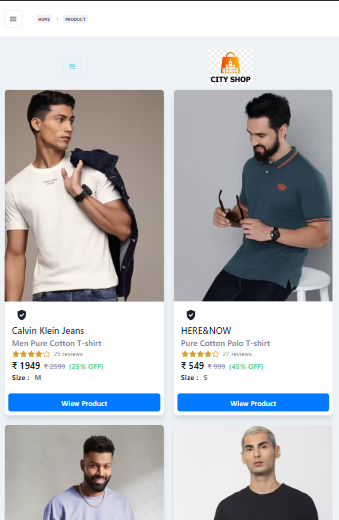 HOME › PRODUCT
CITY SHOP
Calvin Klein Jeans
Men Pure Cotton T-shirt
25 reviews
₹ 1949 ₹ 2599 (25% OFF)
Size : M
Wiew Product
HERE&NOW
Pure Cotton Polo T-shirt
27 reviews
₹ 549 ₹ 999 (45% OFF)
Size : S
Wiew Product